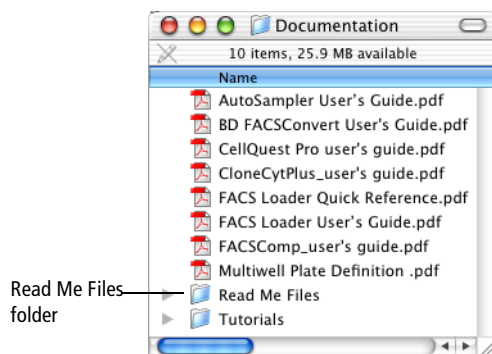 Documentation
10 items, 25.9 MB available
Name
AutoSampler User's Guide.pdf
BD FACSConvert User's Guide.pdf
CellQuest Pro user's guide.pdf
CloneCytPlus_user's guide.pdf
FACS Loader Quick Reference.pdf
FACS Loader User's Guide.pdf
FACSComp_user's guide.pdf
Multiwell Plate Definition .pdf
Read Me Files
folder
Read Me Files
Tutorials